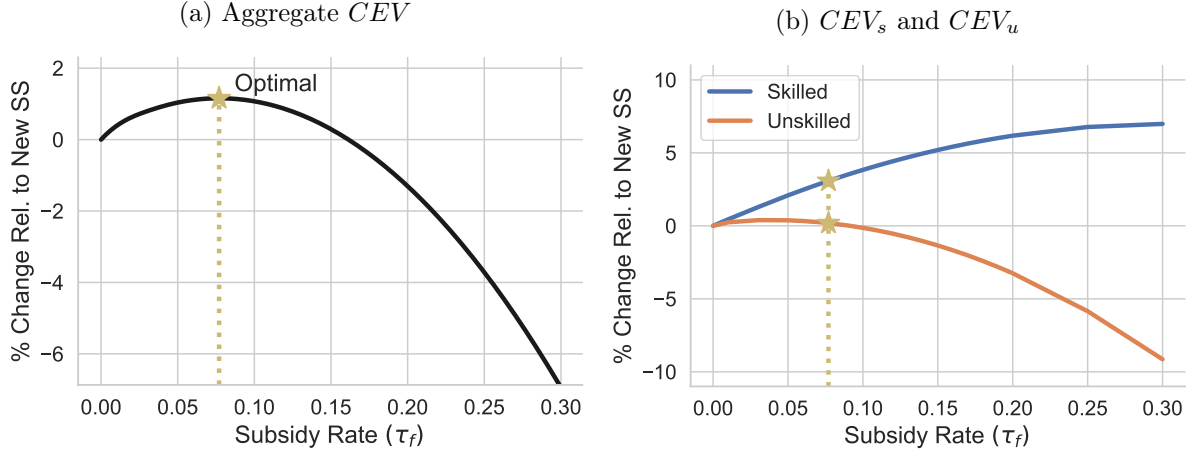 (a) Aggregate CEV
% Change Rel. to New SS
2
0
−2
−4
−6
Optimal
0.00 0.05 0.10 0.15 0.20 0.25 0.30
Subsidy Rate (τf)
(b) CEVs and CEVu
% Change Rel. to New SS
10
5
0
−5
−10
Skilled
Unskilled
0.00 0.05 0.10 0.15 0.20 0.25 0.30
Subsidy Rate (τf)